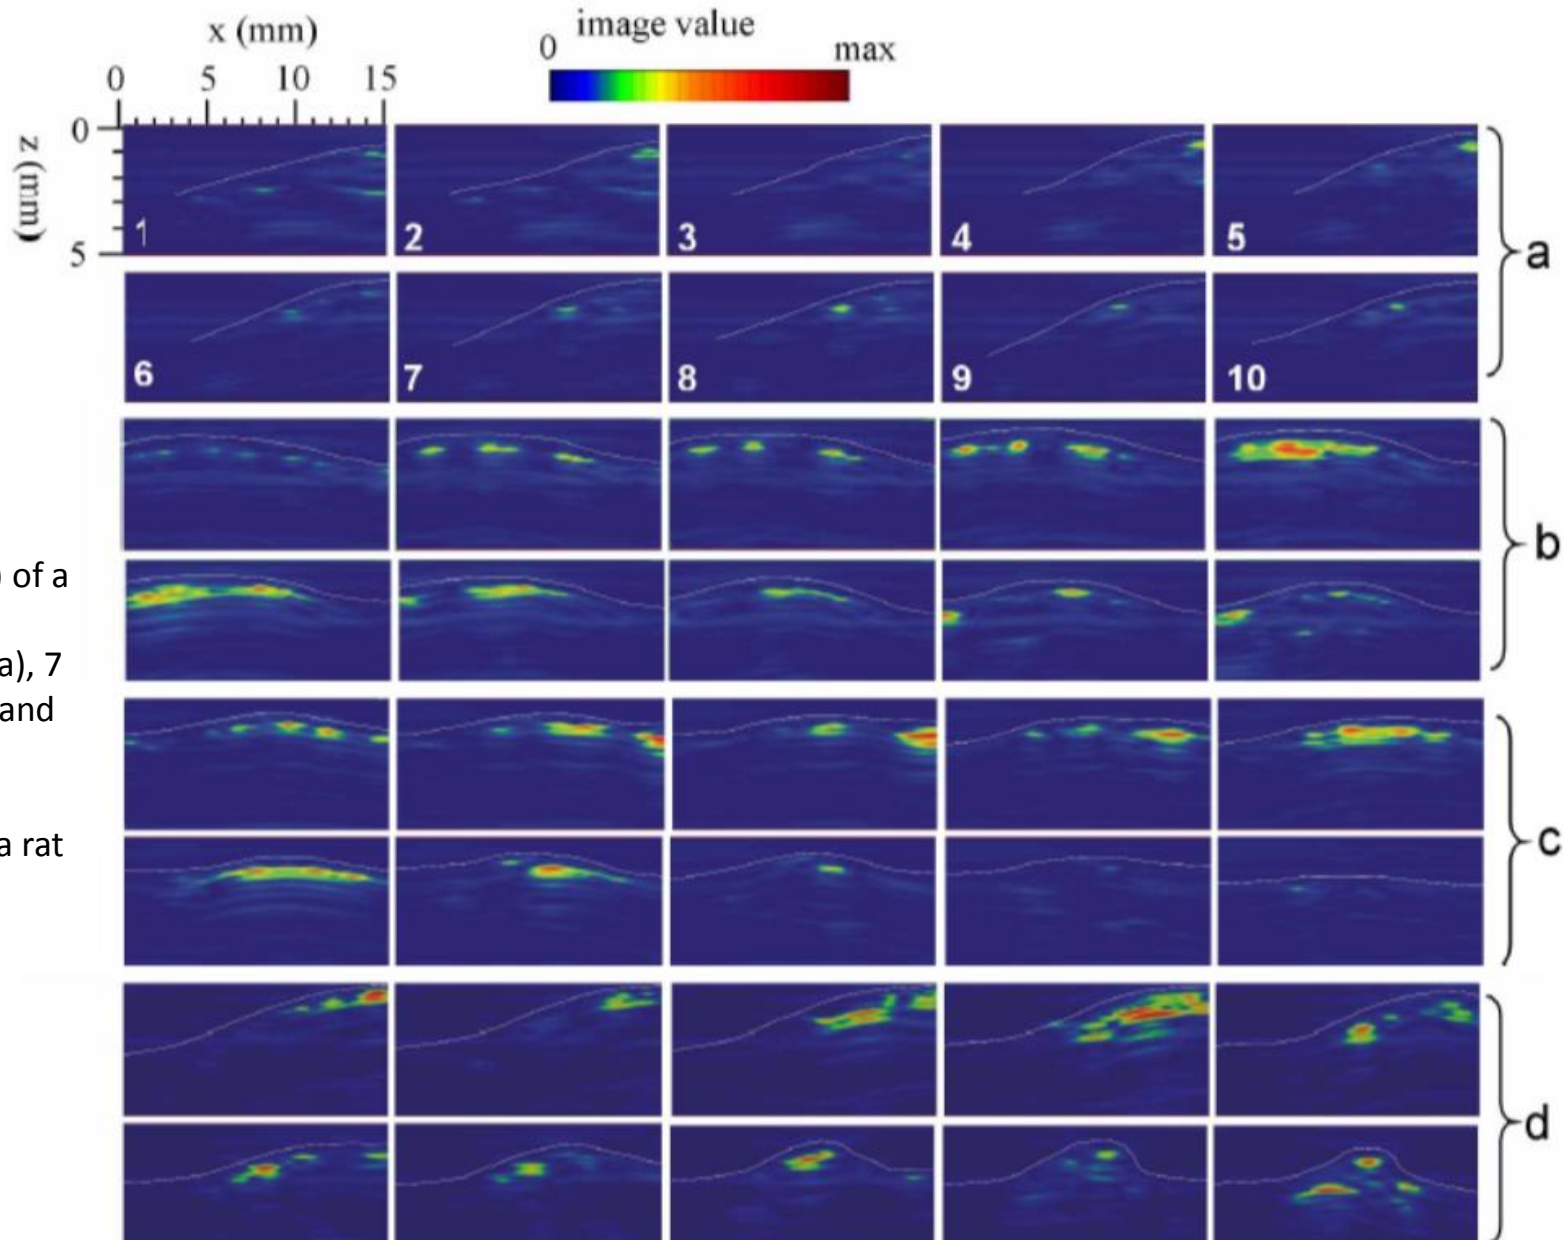 x (mm)
0 5 10 15
image value
0 max
z (mm)
0
5
1 2 3 4 5
a
6 7 8 9 10
b
) of a
a), 7
and
a rat
c
d